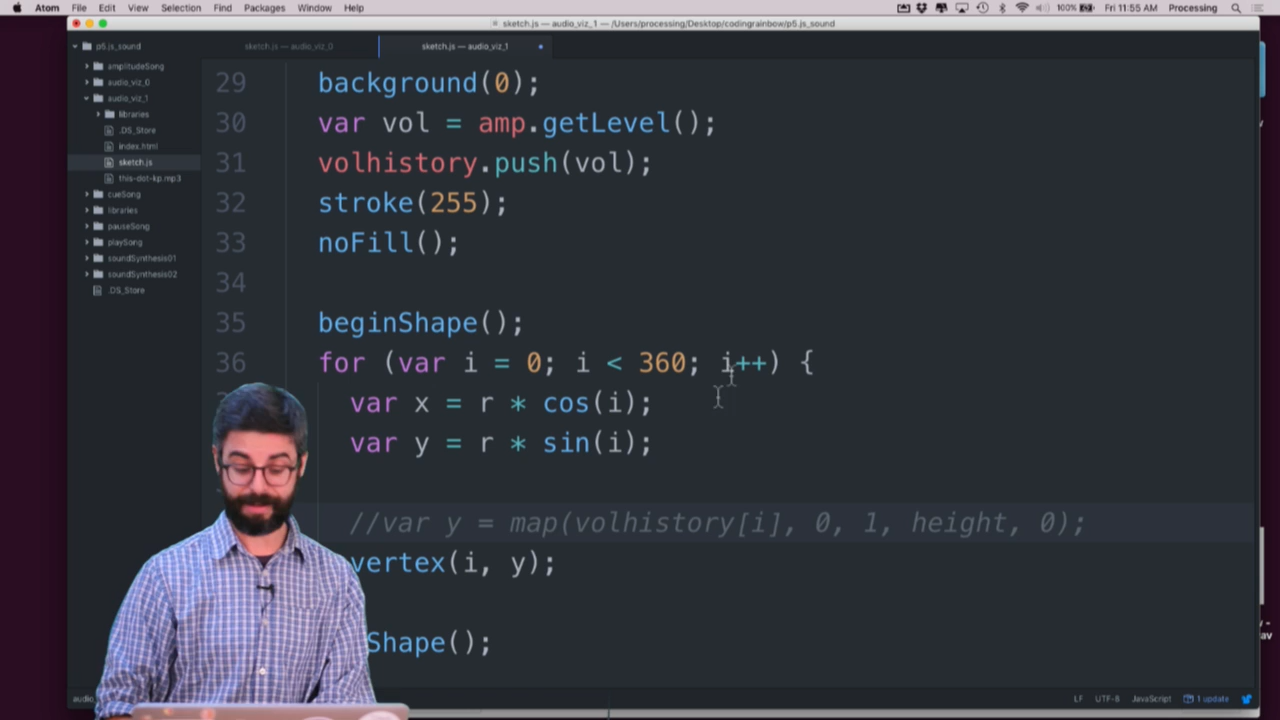 Atom File Edit View Selection Find Packages Window Help 100% Fri 11:55 AM Processing
sketch.js — audio_viz_1 — /Users/processing/Desktop/codingrainbow/p5.js_sound
p5.js_sound
amplitudeSong
audio_viz_0
audio_viz_1
libraries
.DS_Store
index.html
sketch.js
this-dot-kp.mp3
cueSong
libraries
pauseSong
playSong
soundSynthesis01
soundSynthesis02
.DS_Store
sketch.js — audio_viz_0 sketch.js — audio_viz_1
29 background(0);
30 var vol = amp.getLevel();
31 volhistory.push(vol);
32 stroke(255);
33 noFill();
34
35 beginShape();
36 for (var i = 0; i < 360; i++) {
var x = r * cos(i);
var y = r * sin(i);
//var y = map(volhistory[i], 0, 1, height, 0);
vertex(i, y);
Shape();
LF UTF-8 JavaScript 1 update